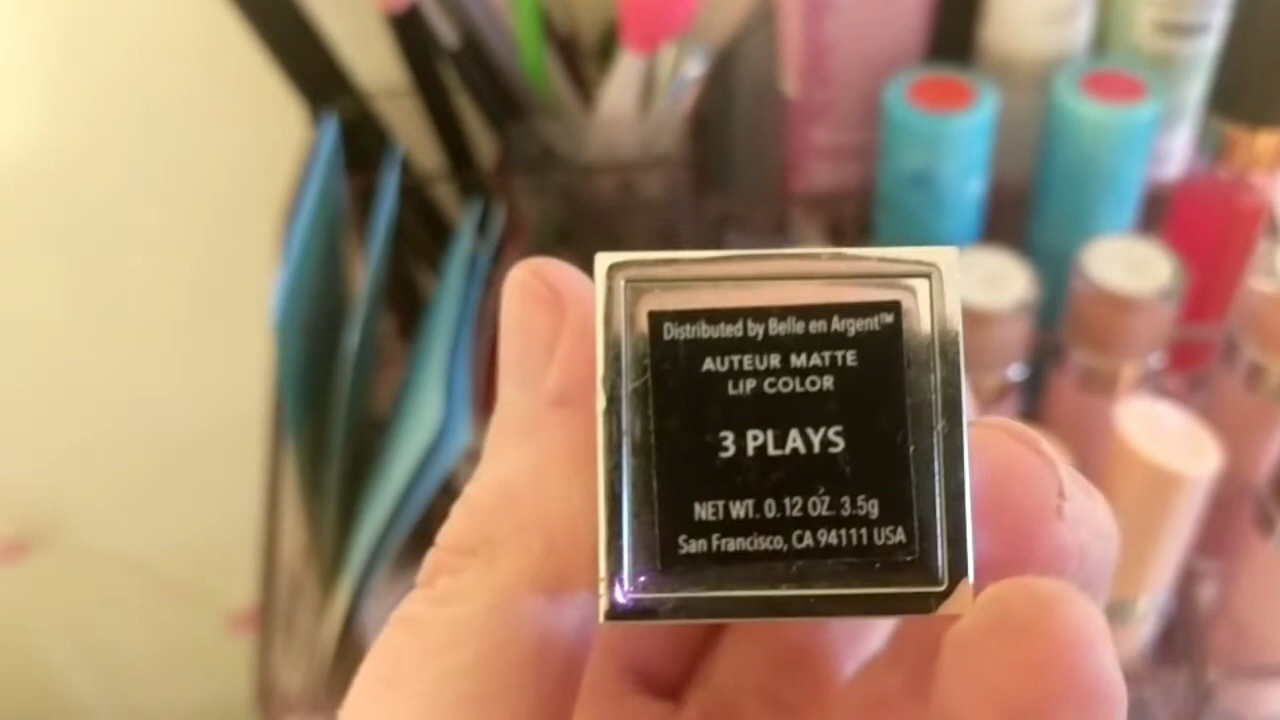 Distributed by Belle en Argent™
AUTEUR MATTE
LIP COLOR
3 PLAYS
NET WT. 0.12 OZ. 3.5g
San Francisco, CA 94111 USA